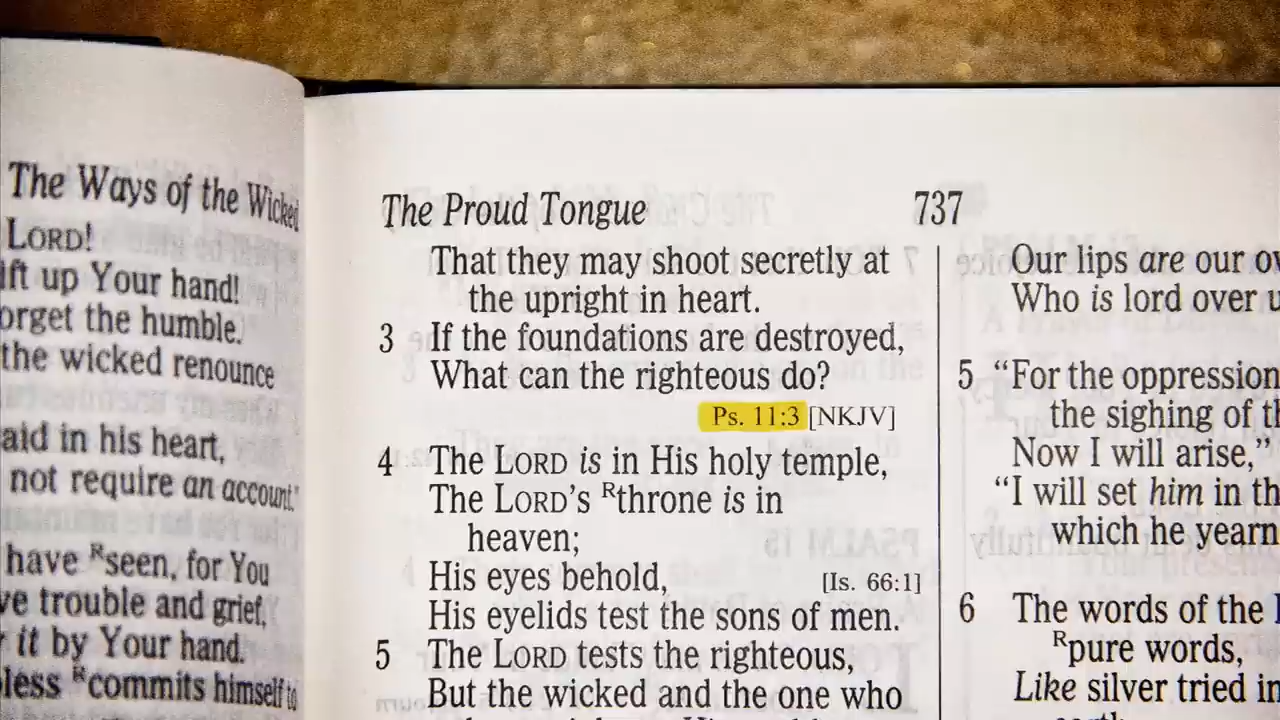 The Ways of the Wicked
LORD!
ift up Your hand!
orget the humble.
the wicked renounce
aid in his heart,
not require an account."
have ᴿseen, for You
ve trouble and grief,
it by Your hand.
less ᴿcommits himself to
The Proud Tongue 737
That they may shoot secretly at
the upright in heart.
3 If the foundations are destroyed,
What can the righteous do?
Ps. 11:3 [NKJV]
4 The LORD is in His holy temple,
The LORD's ᴿthrone is in
heaven;
His eyes behold, [Is. 66:1]
His eyelids test the sons of men.
5 The LORD tests the righteous,
But the wicked and the one who
Our lips are our ow
Who is lord over u
5 "For the oppression
the sighing of th
Now I will arise,"
"I will set him in th
which he yearn
6 The words of the L
ᴿpure words,
Like silver tried in